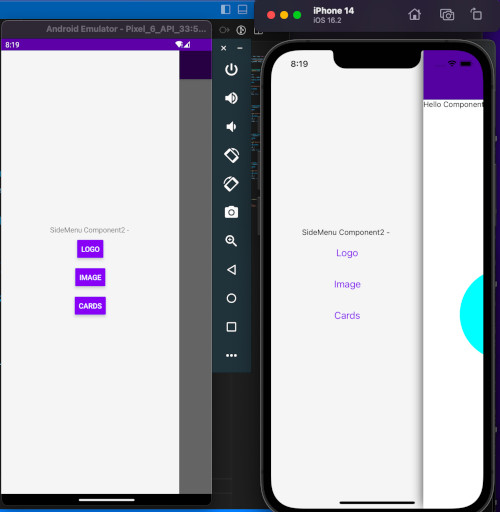 Android Emulator - Pixel_6_API_33:5...
8:19
SideMenu Component2 -
LOGO
IMAGE
CARDS
iPhone 14
iOS 16.2
8:19
Hello Component
SideMenu Component2 -
Logo
Image
Cards